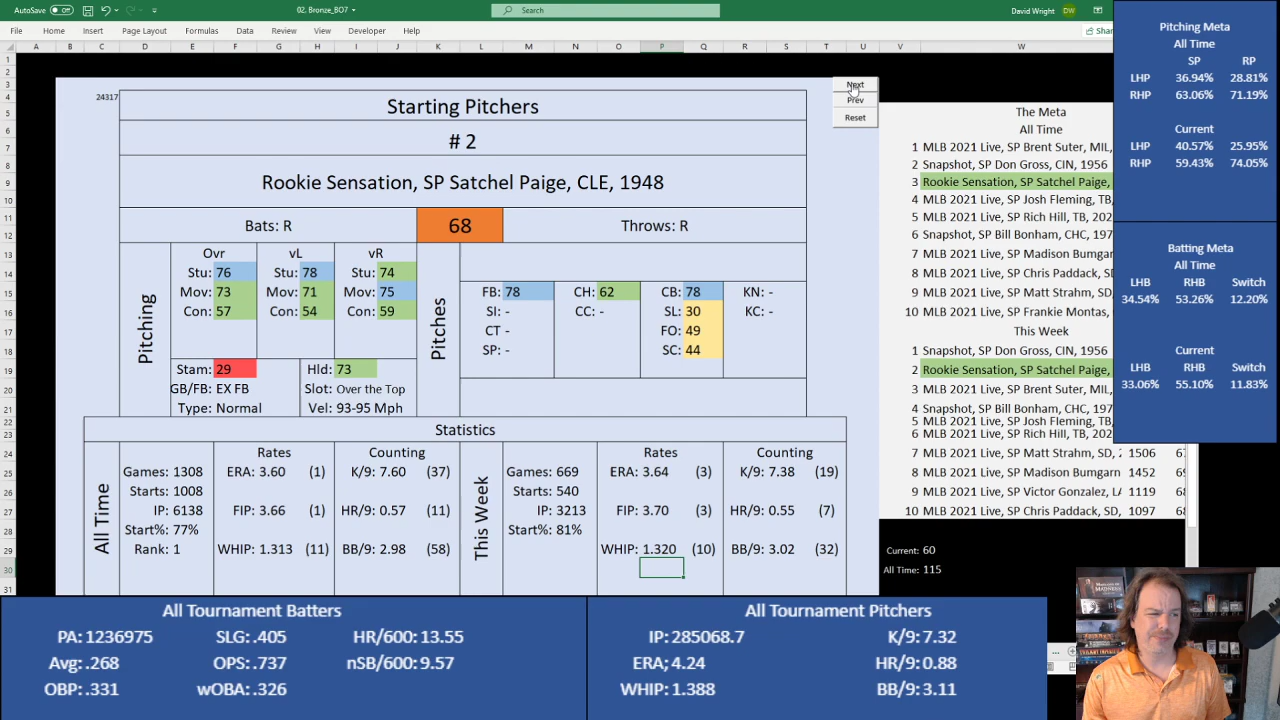 AutoSave Off
02. Bronze_BO7
Search
David Wright DW
File Home Insert Page Layout Formulas Data Review View Developer Help
A B C D E F G H I J K L M N O P Q R S T U V W
24317
Starting Pitchers
# 2
Rookie Sensation, SP Satchel Paige, CLE, 1948
Bats: R 68 Throws: R
Pitching
Ovr vL vR
Stu: 76 Stu: 78 Stu: 74
Mov: 73 Mov: 71 Mov: 75
Con: 57 Con: 54 Con: 59
Stam: 29 Hld: 73
GB/FB: EX FB Slot: Over the Top
Type: Normal Vel: 93-95 Mph
Pitches
FB: 78 CH: 62 CB: 78 KN: -
SI: - CC: - SL: 30 KC: -
CT - FO: 49
SP: - SC: 44
Statistics
All Time
Rates Counting
Games: 1308 ERA: 3.60 (1) K/9: 7.60 (37)
Starts: 1008
IP: 6138 FIP: 3.66 (1) HR/9: 0.57 (11)
Start%: 77%
Rank: 1 WHIP: 1.313 (11) BB/9: 2.98 (58)
This Week
Rates Counting
Games: 669 ERA: 3.64 (3) K/9: 7.38 (19)
Starts: 540
IP: 3213 FIP: 3.70 (3) HR/9: 0.55 (7)
Start%: 81%
WHIP: 1.320 (10) BB/9: 3.02 (32)
Next
Prev
Reset
The Meta
All Time
1 MLB 2021 Live, SP Brent Suter, MIL,
2 Snapshot, SP Don Gross, CIN, 1956
3 Rookie Sensation, SP Satchel Paige,
4 MLB 2021 Live, SP Josh Fleming, TB,
5 MLB 2021 Live, SP Rich Hill, TB, 202
6 Snapshot, SP Bill Bonham, CHC, 197
7 MLB 2021 Live, SP Madison Bumgar
8 MLB 2021 Live, SP Chris Paddack, SD
9 MLB 2021 Live, SP Matt Strahm, SD,
10 MLB 2021 Live, SP Frankie Montas,
This Week
1 Snapshot, SP Don Gross, CIN, 1956
2 Rookie Sensation, SP Satchel Paige,
3 MLB 2021 Live, SP Brent Suter, MIL,
4 Snapshot, SP Bill Bonham, CHC, 197
5 MLB 2021 Live, SP Josh Fleming, TB,
6 MLB 2021 Live, SP Rich Hill, TB, 202
7 MLB 2021 Live, SP Matt Strahm, SD, 1506
8 MLB 2021 Live, SP Madison Bumgarn 1452
9 MLB 2021 Live, SP Victor Gonzalez, LA 1119
10 MLB 2021 Live, SP Chris Paddack, SD 1097
Current: 60
All Time: 115
Pitching Meta
All Time
SP RP
LHP 36.94% 28.81%
RHP 63.06% 71.19%
Current
LHP 40.57% 25.95%
RHP 59.43% 74.05%
Batting Meta
All Time
LHB RHB Switch
34.54% 53.26% 12.20%
Current
LHB RHB Switch
33.06% 55.10% 11.83%
All Tournament Batters
PA: 1236975 SLG: .405 HR/600: 13.55
Avg: .268 OPS: .737 nSB/600: 9.57
OBP: .331 wOBA: .326
All Tournament Pitchers
IP: 285068.7 K/9: 7.32
ERA; 4.24 HR/9: 0.88
WHIP: 1.388 BB/9: 3.11